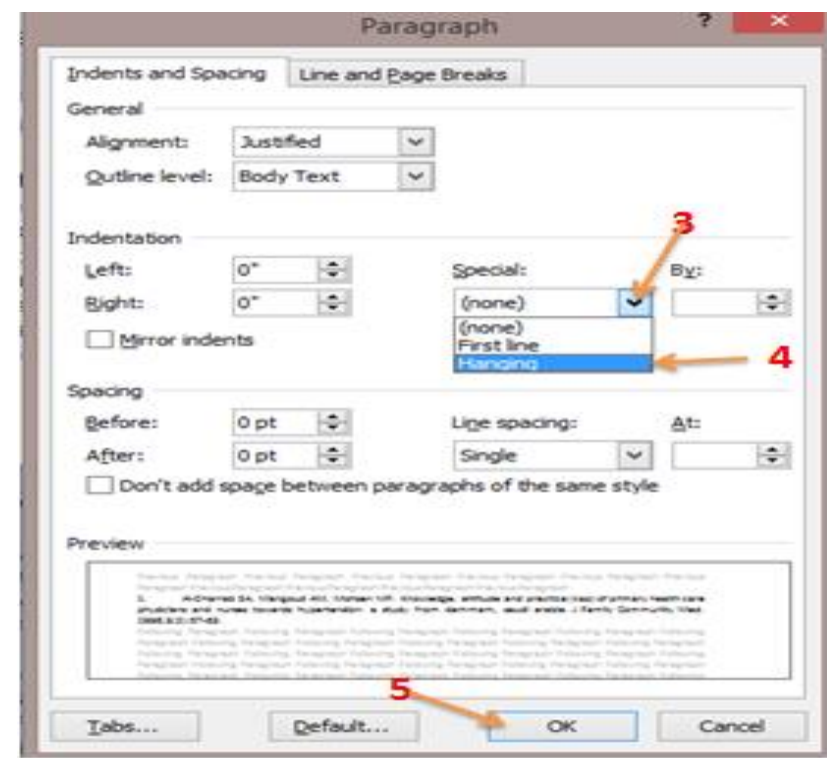 Paragraph ?
Indents and Spacing Line and Page Breaks
General
Alignment: Justified
Outline level: Body Text
3
Indentation
Left: 0" Special: By:
Right: 0" (none)
(none)
Mirror indents
First line
Hanging 4
Spacing
Before: 0 pt Line spacing: At:
After: 0 pt Single
Don't add space between paragraphs of the same style
Preview
5
Tabs... Default... OK Cancel